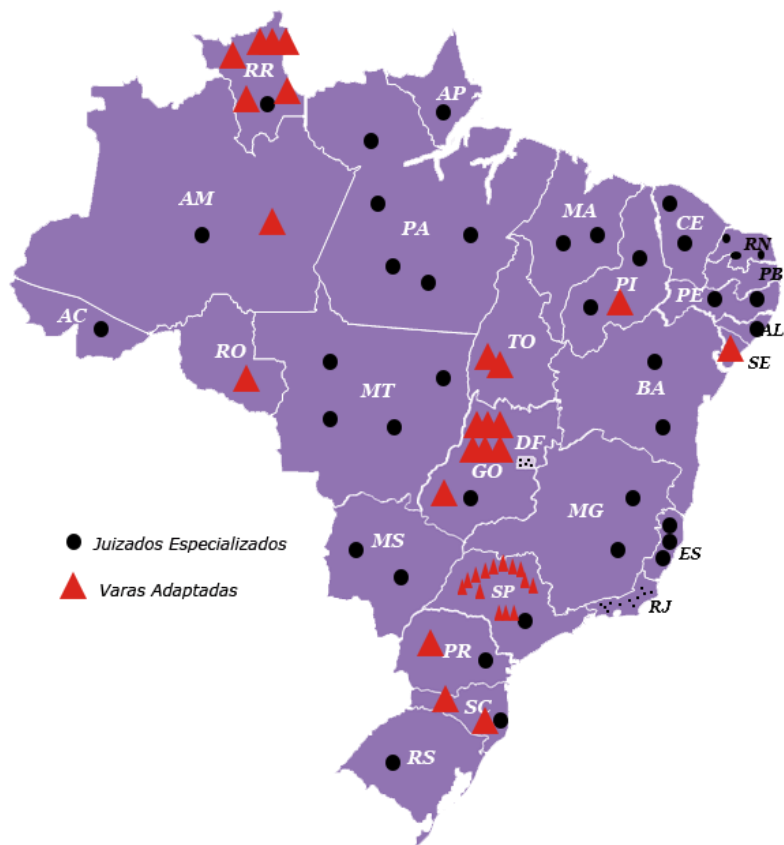 RR
AP
AM
PA
MA
CE
RN
PB
PI
PE
AC
AL
TO
RO
SE
MT
BA
DF
GO
MG
Juizados Especializados
MS
ES
Varas Adaptadas
SP
RJ
PR
SC
RS